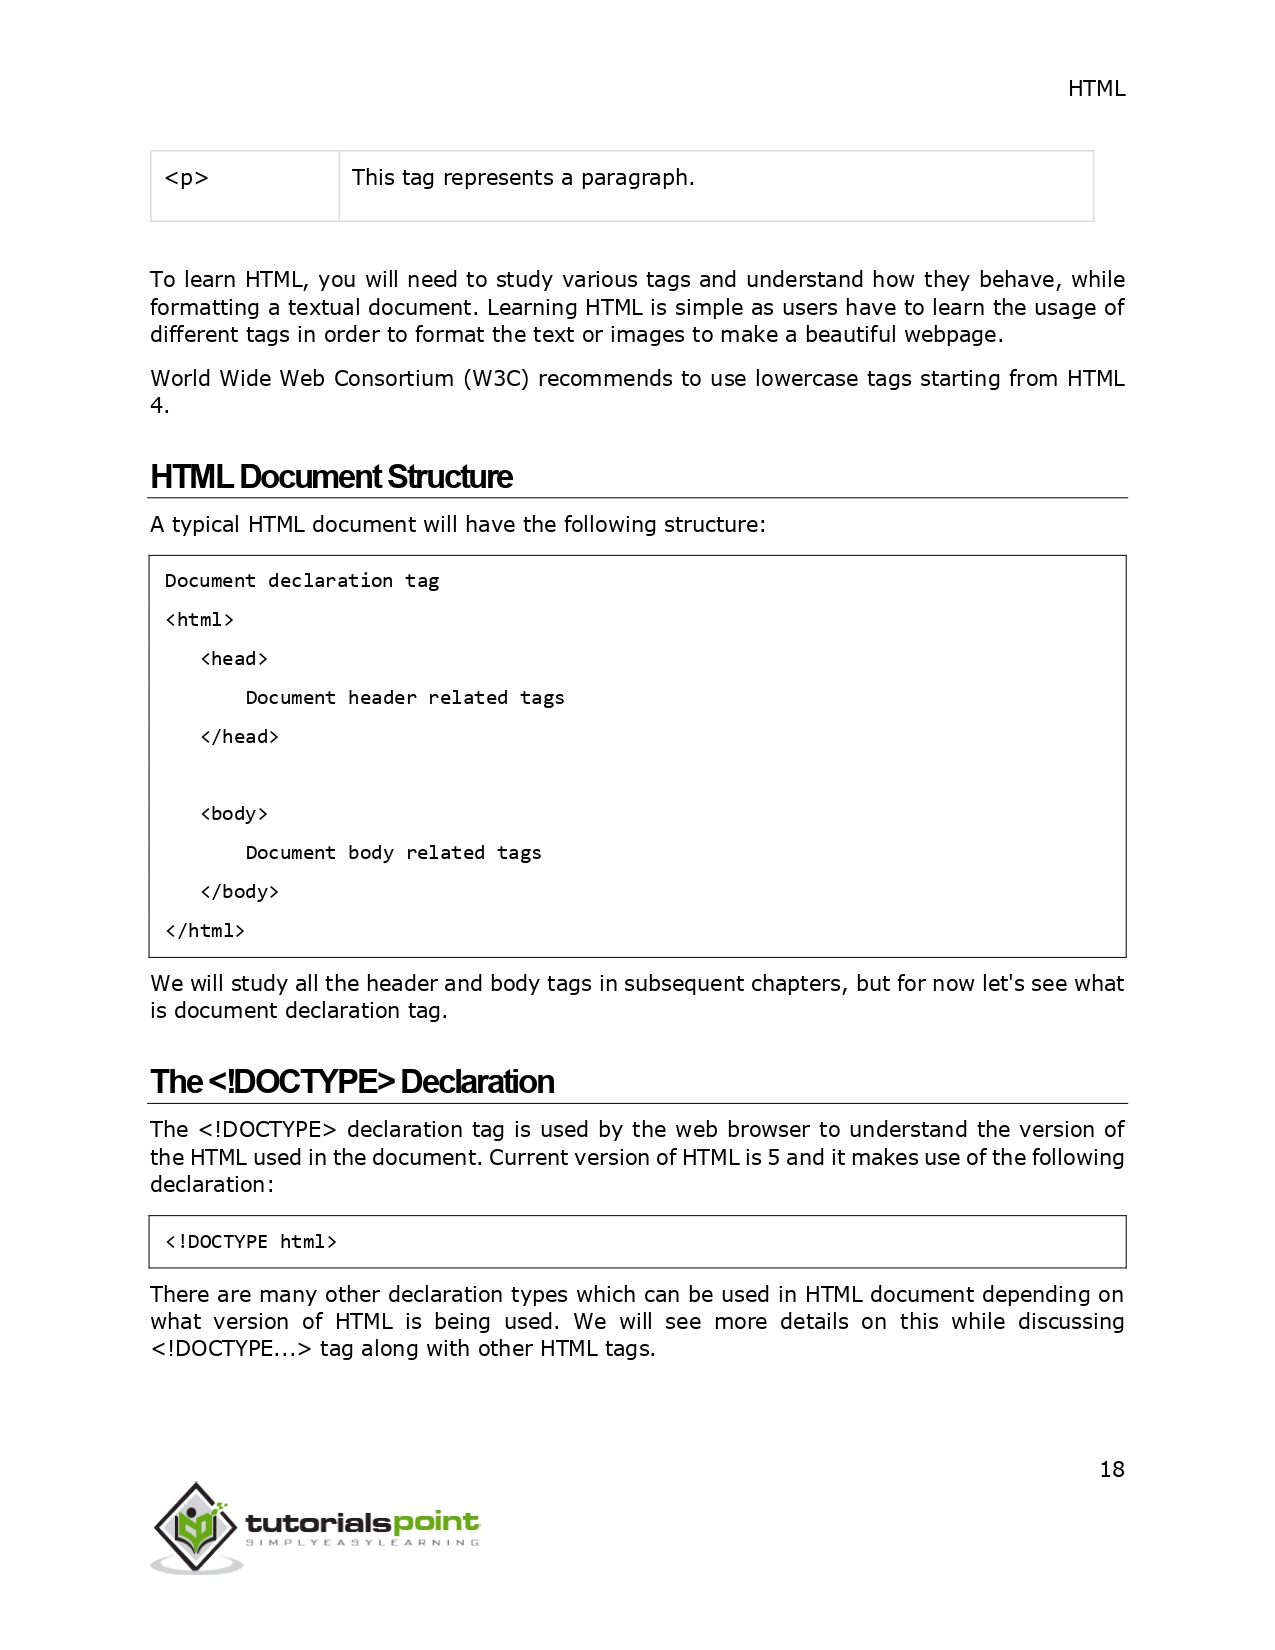 HTML
<p>
This tag represents a paragraph.
To learn HTML, you will need to study various tags and understand how they behave, while
formatting a textual document. Learning HTML is simple as users have to learn the usage of
different tags in order to format the text or images to make a beautiful webpage.
World Wide Web Consortium (W3C) recommends to use lowercase tags starting from HTML
4.
HTML Document Structure
A typical HTML document will have the following structure:
Document declaration tag
<html>
   <head>
       Document header related tags
   </head>

   <body>
       Document body related tags
   </body>
</html>
We will study all the header and body tags in subsequent chapters, but for now let's see what
is document declaration tag.
The <!DOCTYPE> Declaration
The <!DOCTYPE> declaration tag is used by the web browser to understand the version of
the HTML used in the document. Current version of HTML is 5 and it makes use of the following
declaration:
<!DOCTYPE html>
There are many other declaration types which can be used in HTML document depending on
what version of HTML is being used. We will see more details on this while discussing
<!DOCTYPE...> tag along with other HTML tags.
18
tutorialspoint
SIMPLYEASYLEARNING